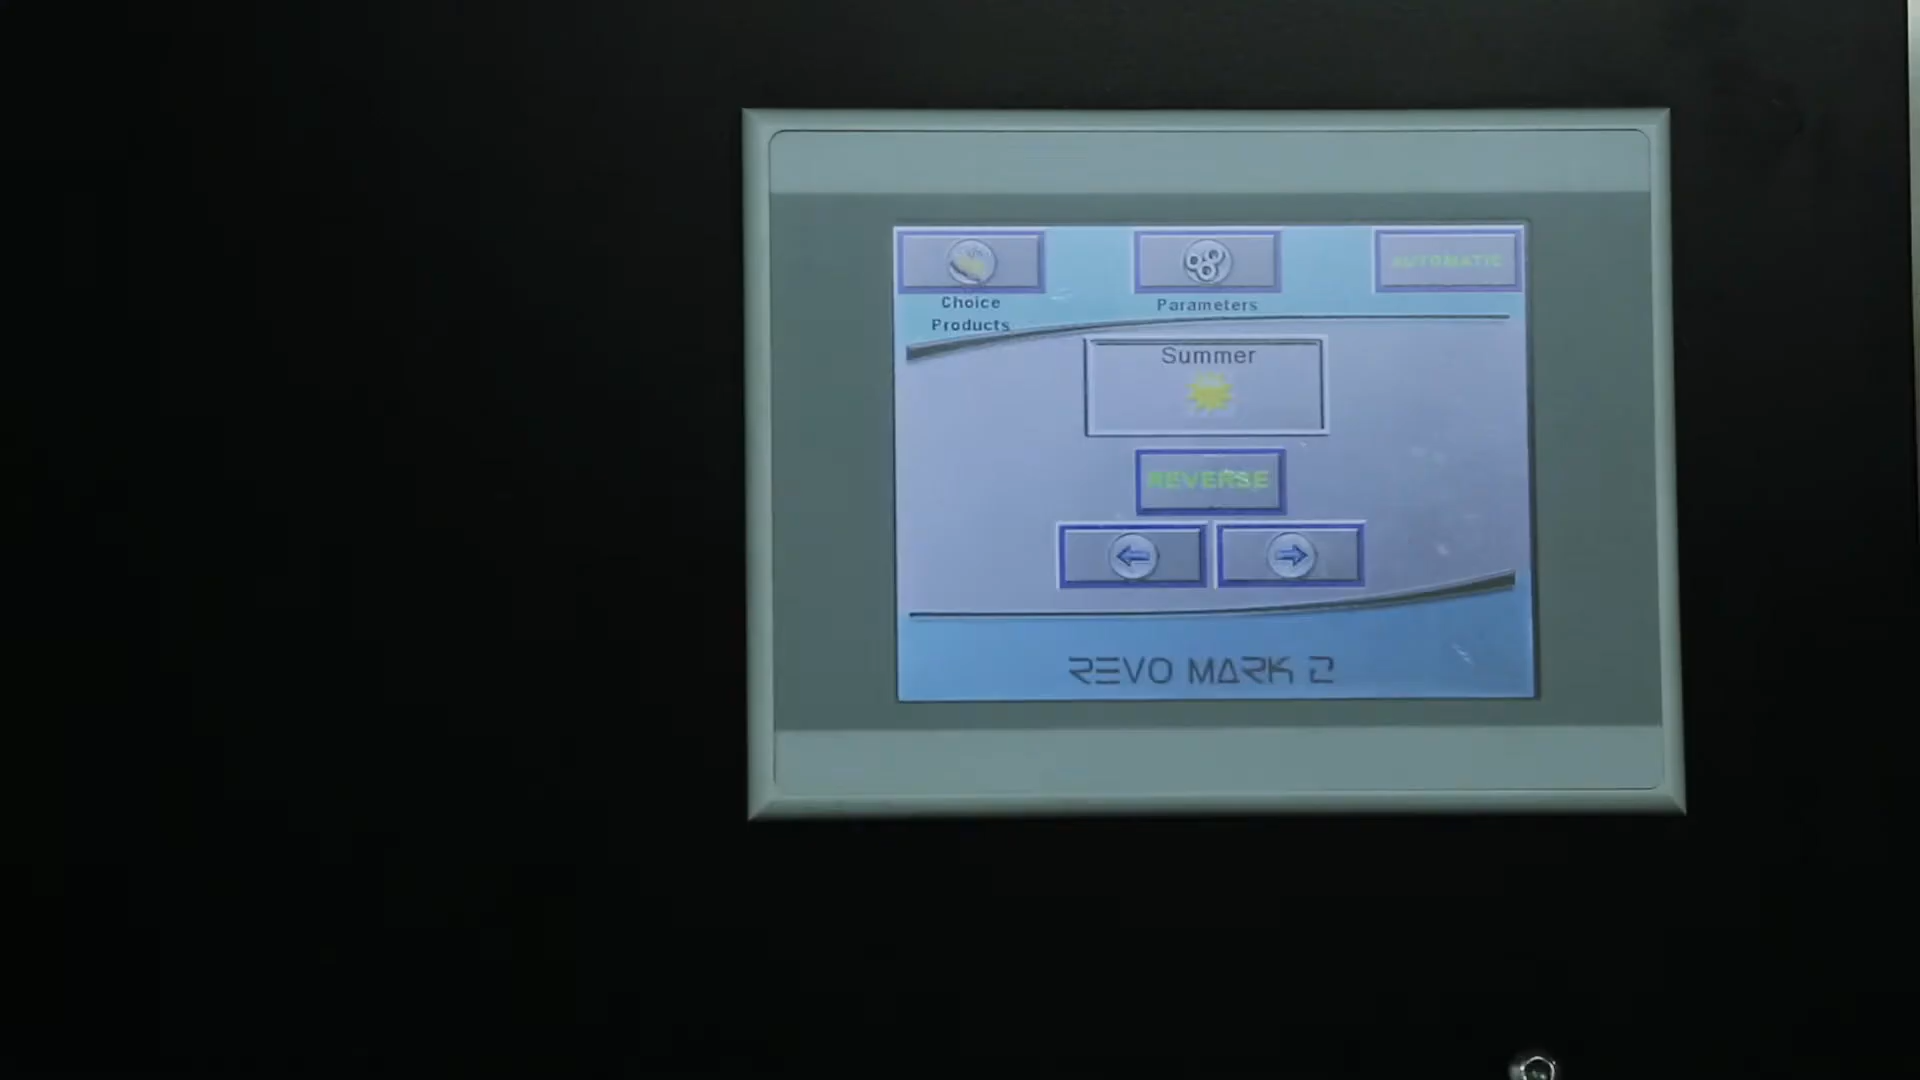 Choice
Products
Parameters
AUTOMATIC
Summer
REVERSE
REVO MARK 2